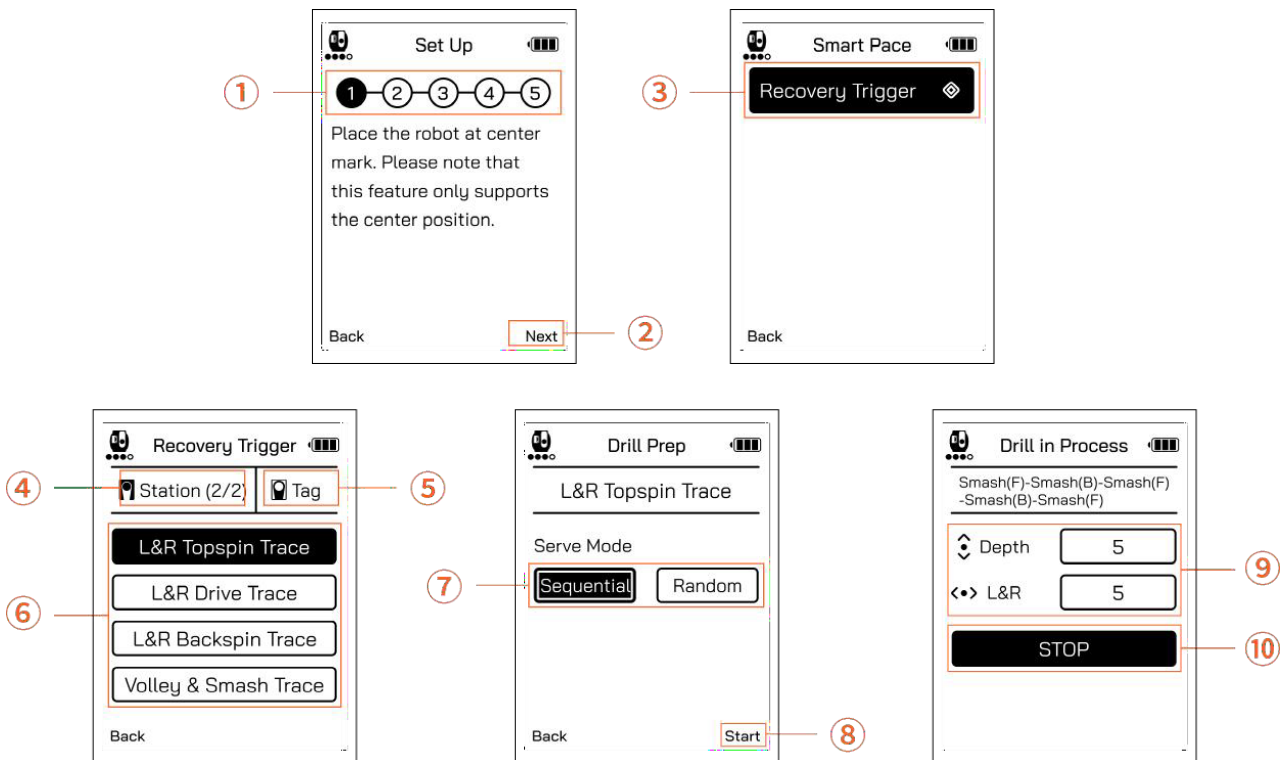 Set Up
① 1 2 3 4 5
Place the robot at center
mark. Please note that
this feature only supports
the center position.
Back Next ②
Smart Pace
③ Recovery Trigger
Back
Recovery Trigger
④ Station (2/2) Tag ⑤
L&R Topspin Trace
L&R Drive Trace
⑥
L&R Backspin Trace
Volley & Smash Trace
Back
Drill Prep
L&R Topspin Trace
Serve Mode
⑦ Sequential Random
Back Start ⑧
Drill in Process
Smash(F)-Smash(B)-Smash(F)
-Smash(B)-Smash(F)
Depth 5
⑨
L&R 5
STOP ⑩